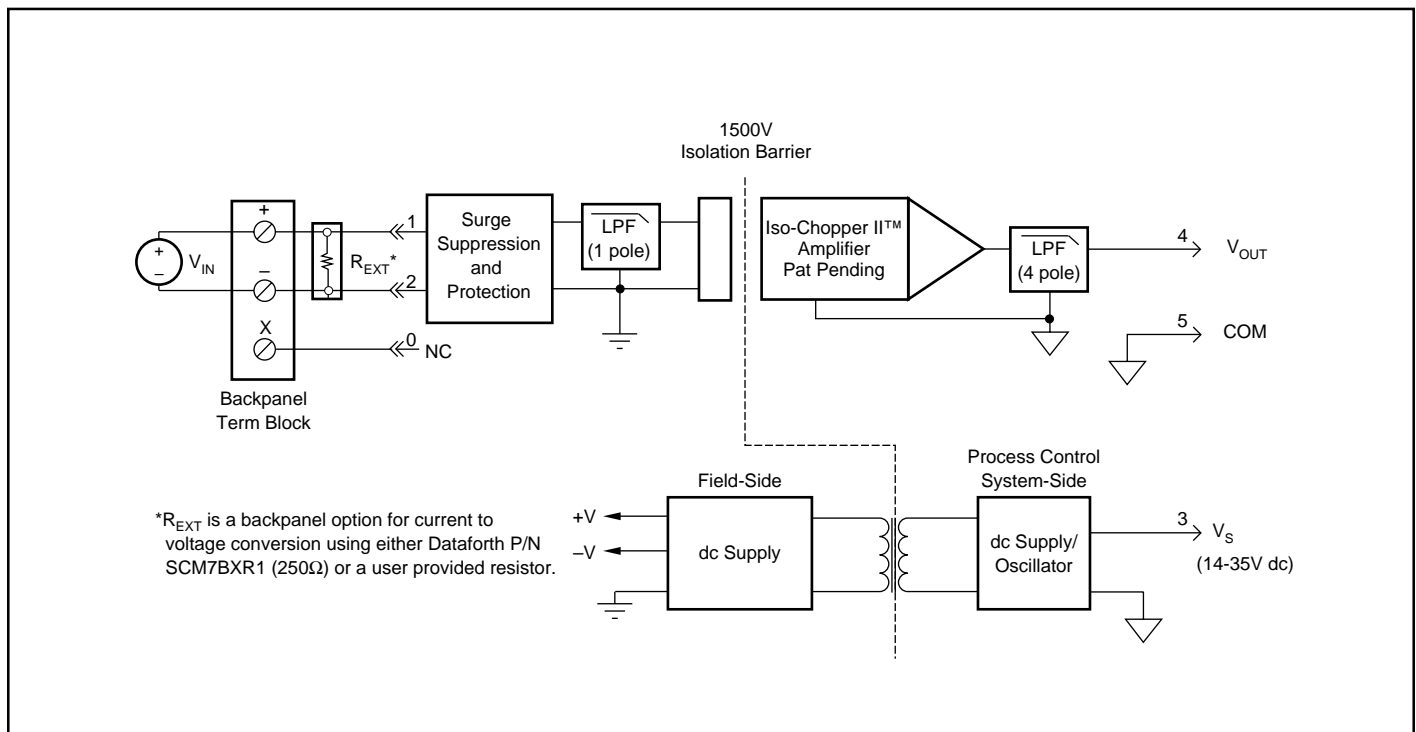 1500V
Isolation Barrier
+
1
Surge
Suppression
and
Protection
LPF
(1 pole)
Iso-Chopper II™
Amplifier
Pat Pending
LPF
(4 pole)
4
VOUT
+
–
VIN
–
REXT*
2
5
COM
X
0
NC
Backpanel
Term Block
Field-Side
Process Control
System-Side
*REXT is a backpanel option for current to
voltage conversion using either Dataforth P/N
SCM7BXR1 (250Ω) or a user provided resistor.
+V
–V
dc Supply
dc Supply/
Oscillator
3
VS
(14-35V dc)